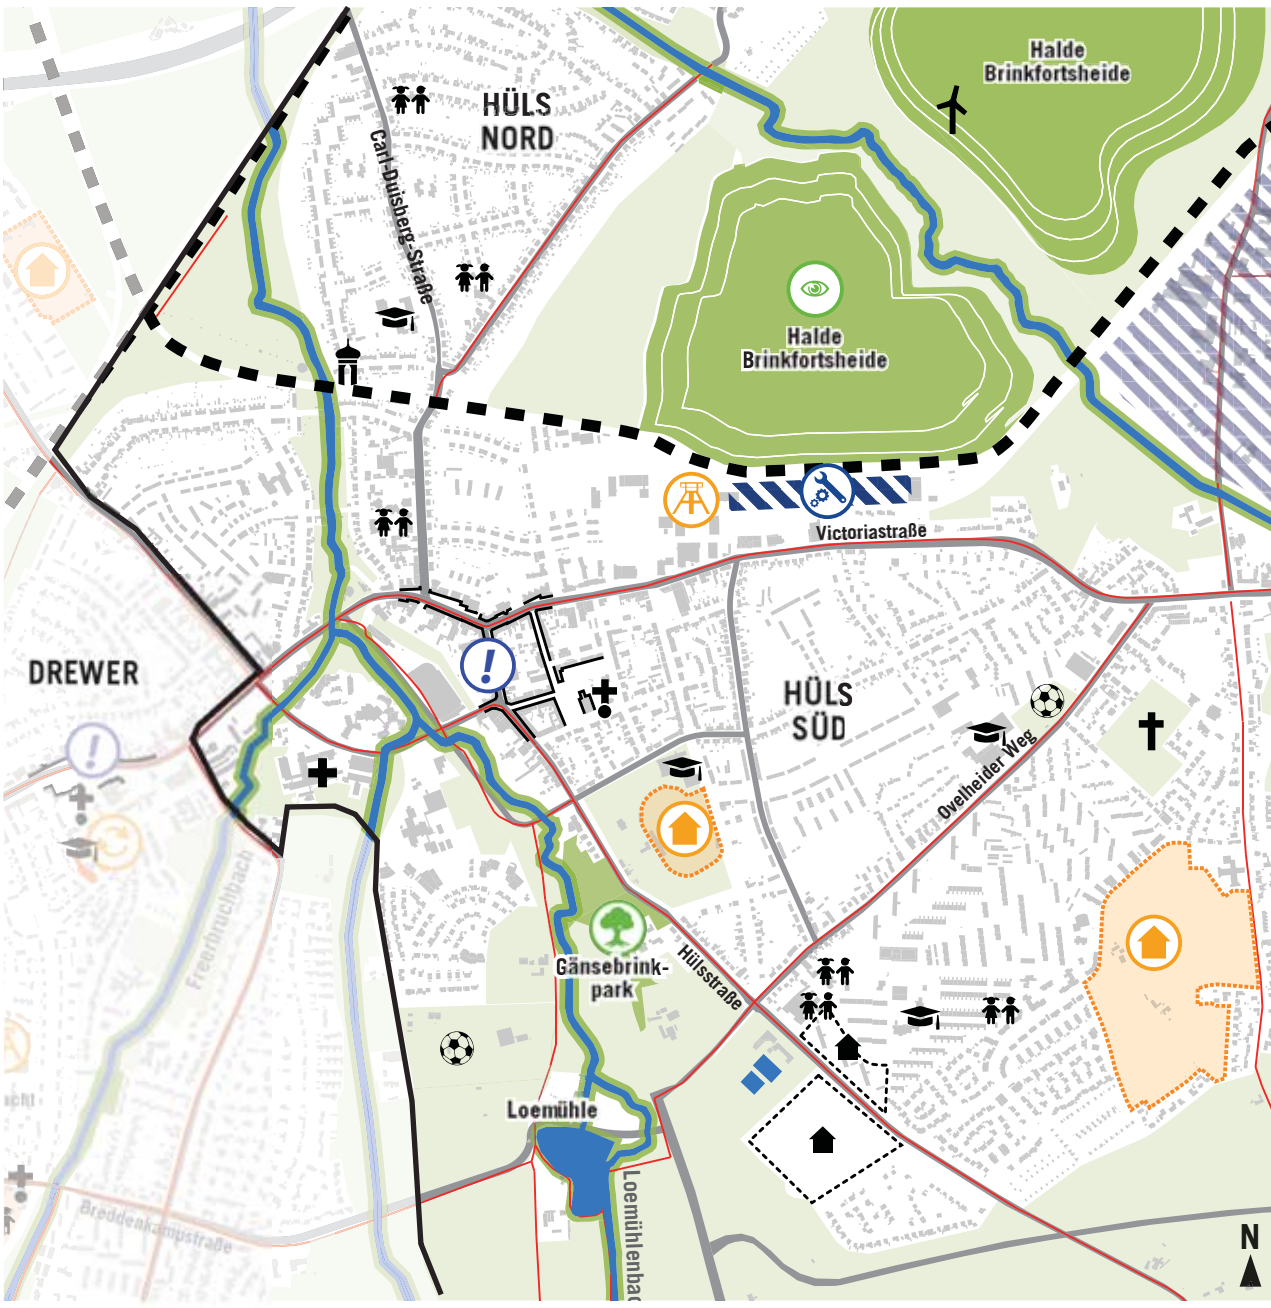 Halde
Brinkfortsheide
HÜLS
NORD
Carl-Duisberg-Straße
Halde
Brinkfortsheide
Victoriastraße
DREWER
!
HÜLS
SÜD
!
Ovelheider Weg
Freerbruchbach
Gänsebrink-
park
Hülsstraße
acht
Loemühle
Loemühlenbac
Breddenkampstraße
N